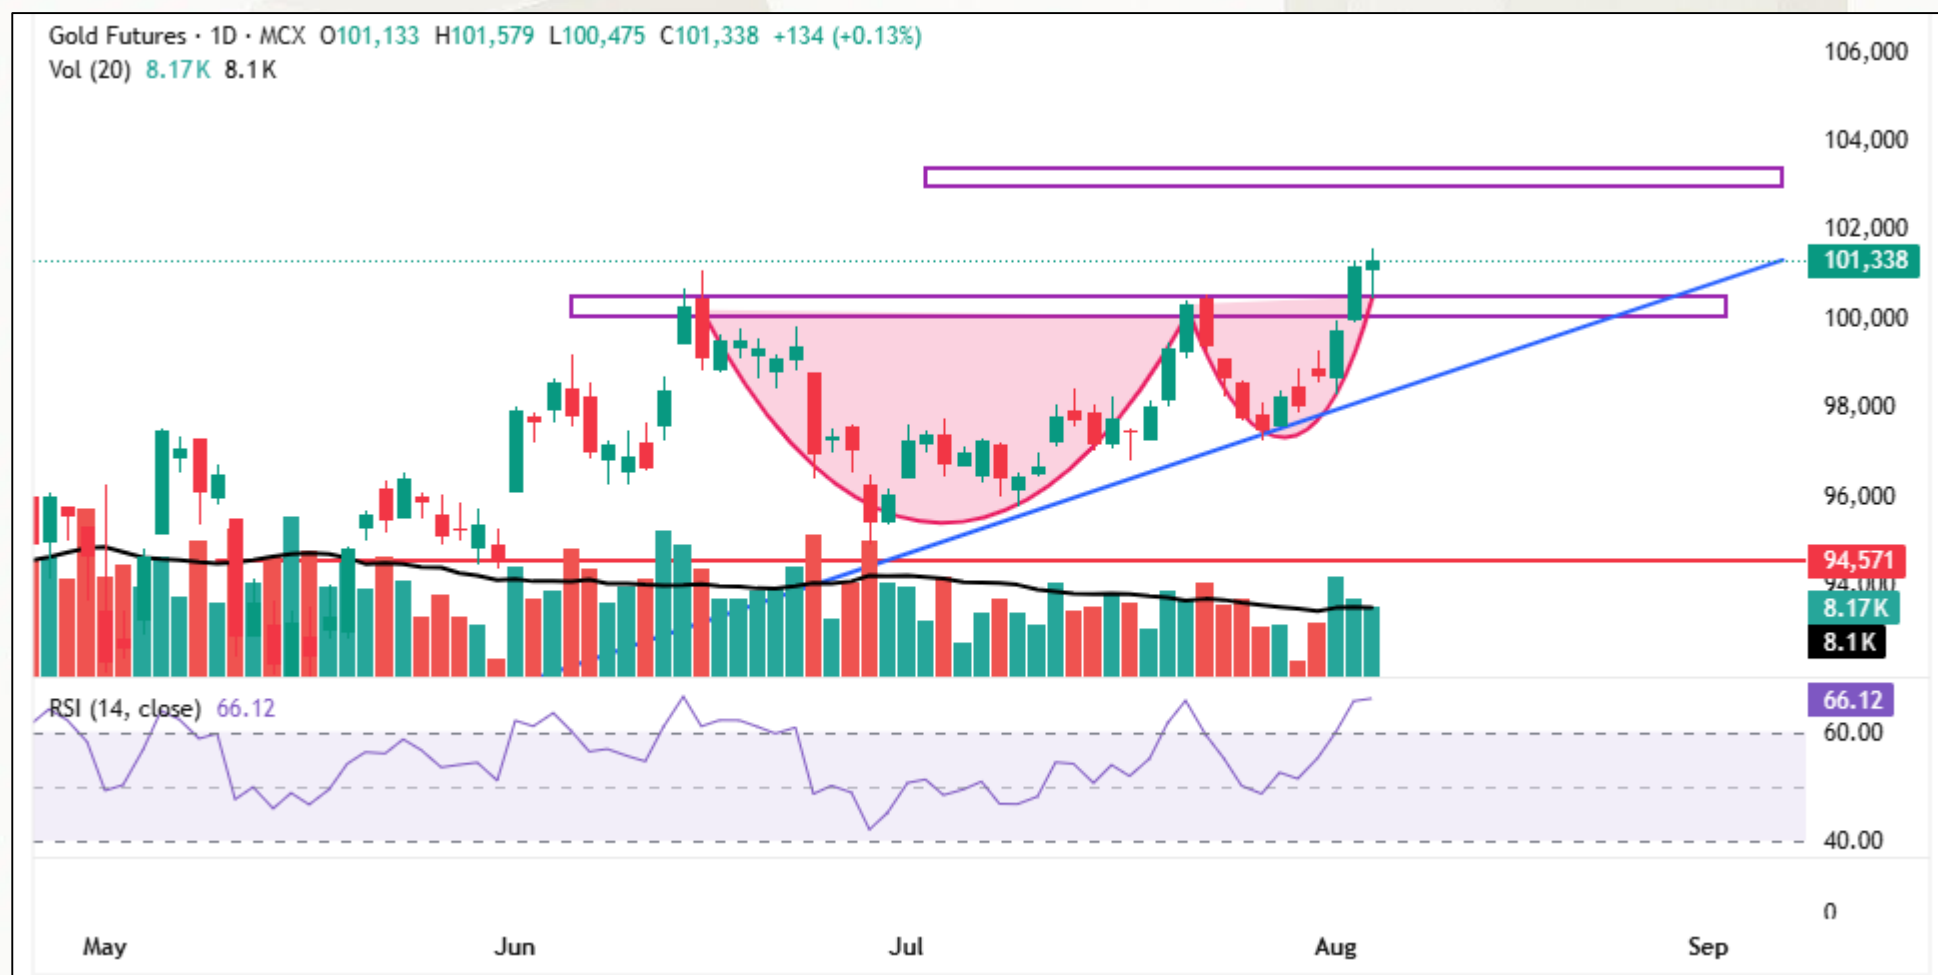 Gold Futures · 1D · MCX O101,133 H101,579 L100,475 C101,338 +134 (+0.13%)
Vol (20) 8.17K 8.1K
106,000
104,000
102,000
101,338
100,000
98,000
96,000
94,571
94,000
8.17K
8.1K
RSI (14, close) 66.12
66.12
60.00
40.00
0
May Jun Jul Aug Sep